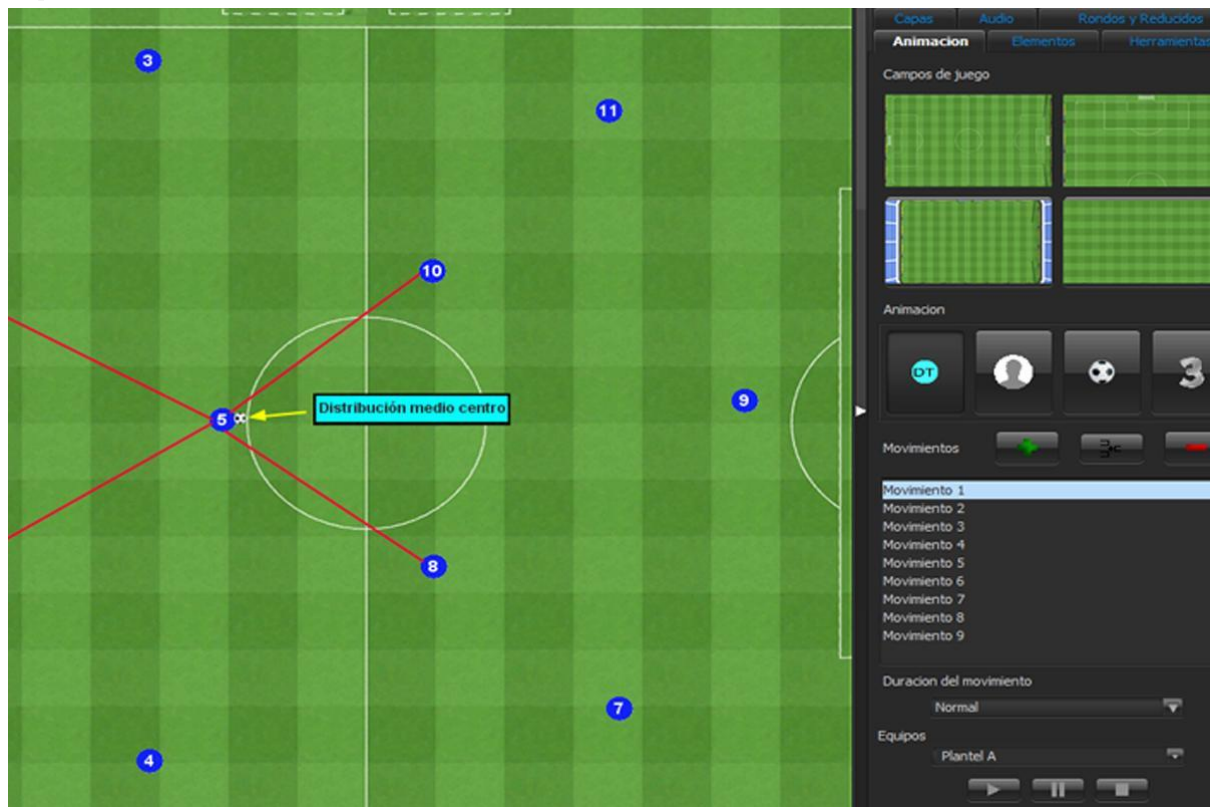 Capas Audio Rondos y Reducidos
Animacion Elementos Herramientas
Campos de juego
3
11
10
Animacion
DT 3
9
Distribución medio centro
5
Movimientos
Movimiento 1
Movimiento 2
Movimiento 3
Movimiento 4
Movimiento 5
Movimiento 6
Movimiento 7
Movimiento 8
Movimiento 9
8
Duracion del movimiento
Normal
7
Equipos
Plantel A
4